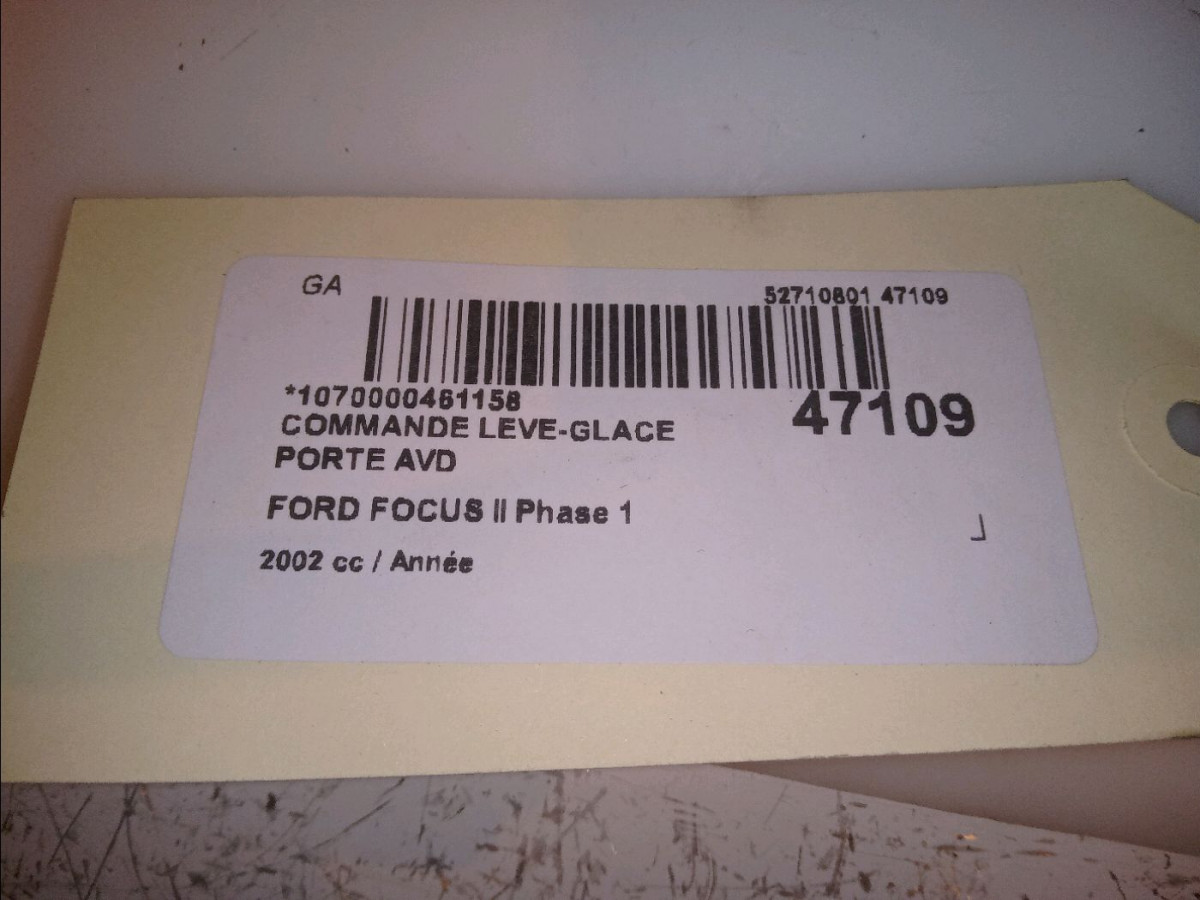 GA
52710801 47109
*1070000461158
47109
COMMANDE LEVE-GLACE
PORTE AVD
FORD FOCUS II Phase 1
2002 cc / Année